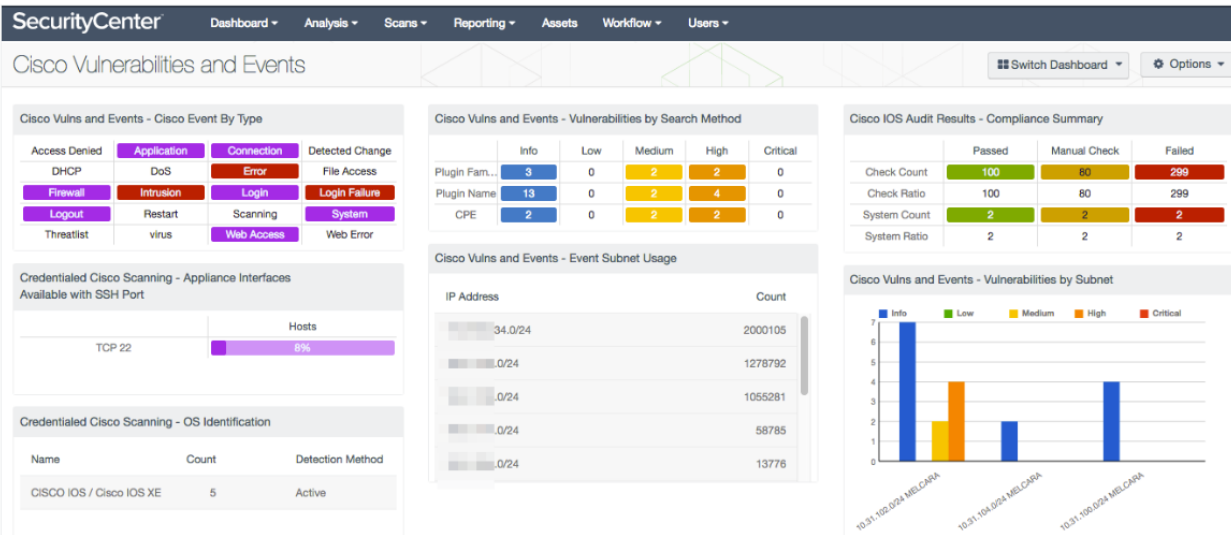 SecurityCenter Dashboard Analysis Scans Reporting Assets Workflow Users
Cisco Vulnerabilities and Events
Switch Dashboard Options
Cisco Vulns and Events - Cisco Event By Type
Access Denied Application Connection Detected Change
DHCP DoS Error File Access
Firewall Intrusion Login Login Failure
Logout Restart Scanning System
Threatlist virus Web Access Web Error
Credentialed Cisco Scanning - Appliance Interfaces
Available with SSH Port
Hosts
TCP 22 8%
Credentialed Cisco Scanning - OS Identification
Name Count Detection Method
CISCO IOS / Cisco IOS XE 5 Active
Cisco Vulns and Events - Vulnerabilities by Search Method
Info Low Medium High Critical
Plugin Fam... 3 0 2 2 0
Plugin Name 13 0 2 4 0
CPE 2 0 2 2 0
Cisco Vulns and Events - Event Subnet Usage
IP Address Count
34.0/24 2000105
.0/24 1278792
.0/24 1055281
.0/24 58785
.0/24 13776
Cisco IOS Audit Results - Compliance Summary
Passed Manual Check Failed
Check Count 100 80 299
Check Ratio 100 80 299
System Count 2 2 2
System Ratio 2 2 2
Cisco Vulns and Events - Vulnerabilities by Subnet
Info Low Medium High Critical
7
6
5
4
3
2
1
0
10.31.102.0/24 MELCARA
10.31.104.0/24 MELCARA
10.31.100.0/24 MELCARA